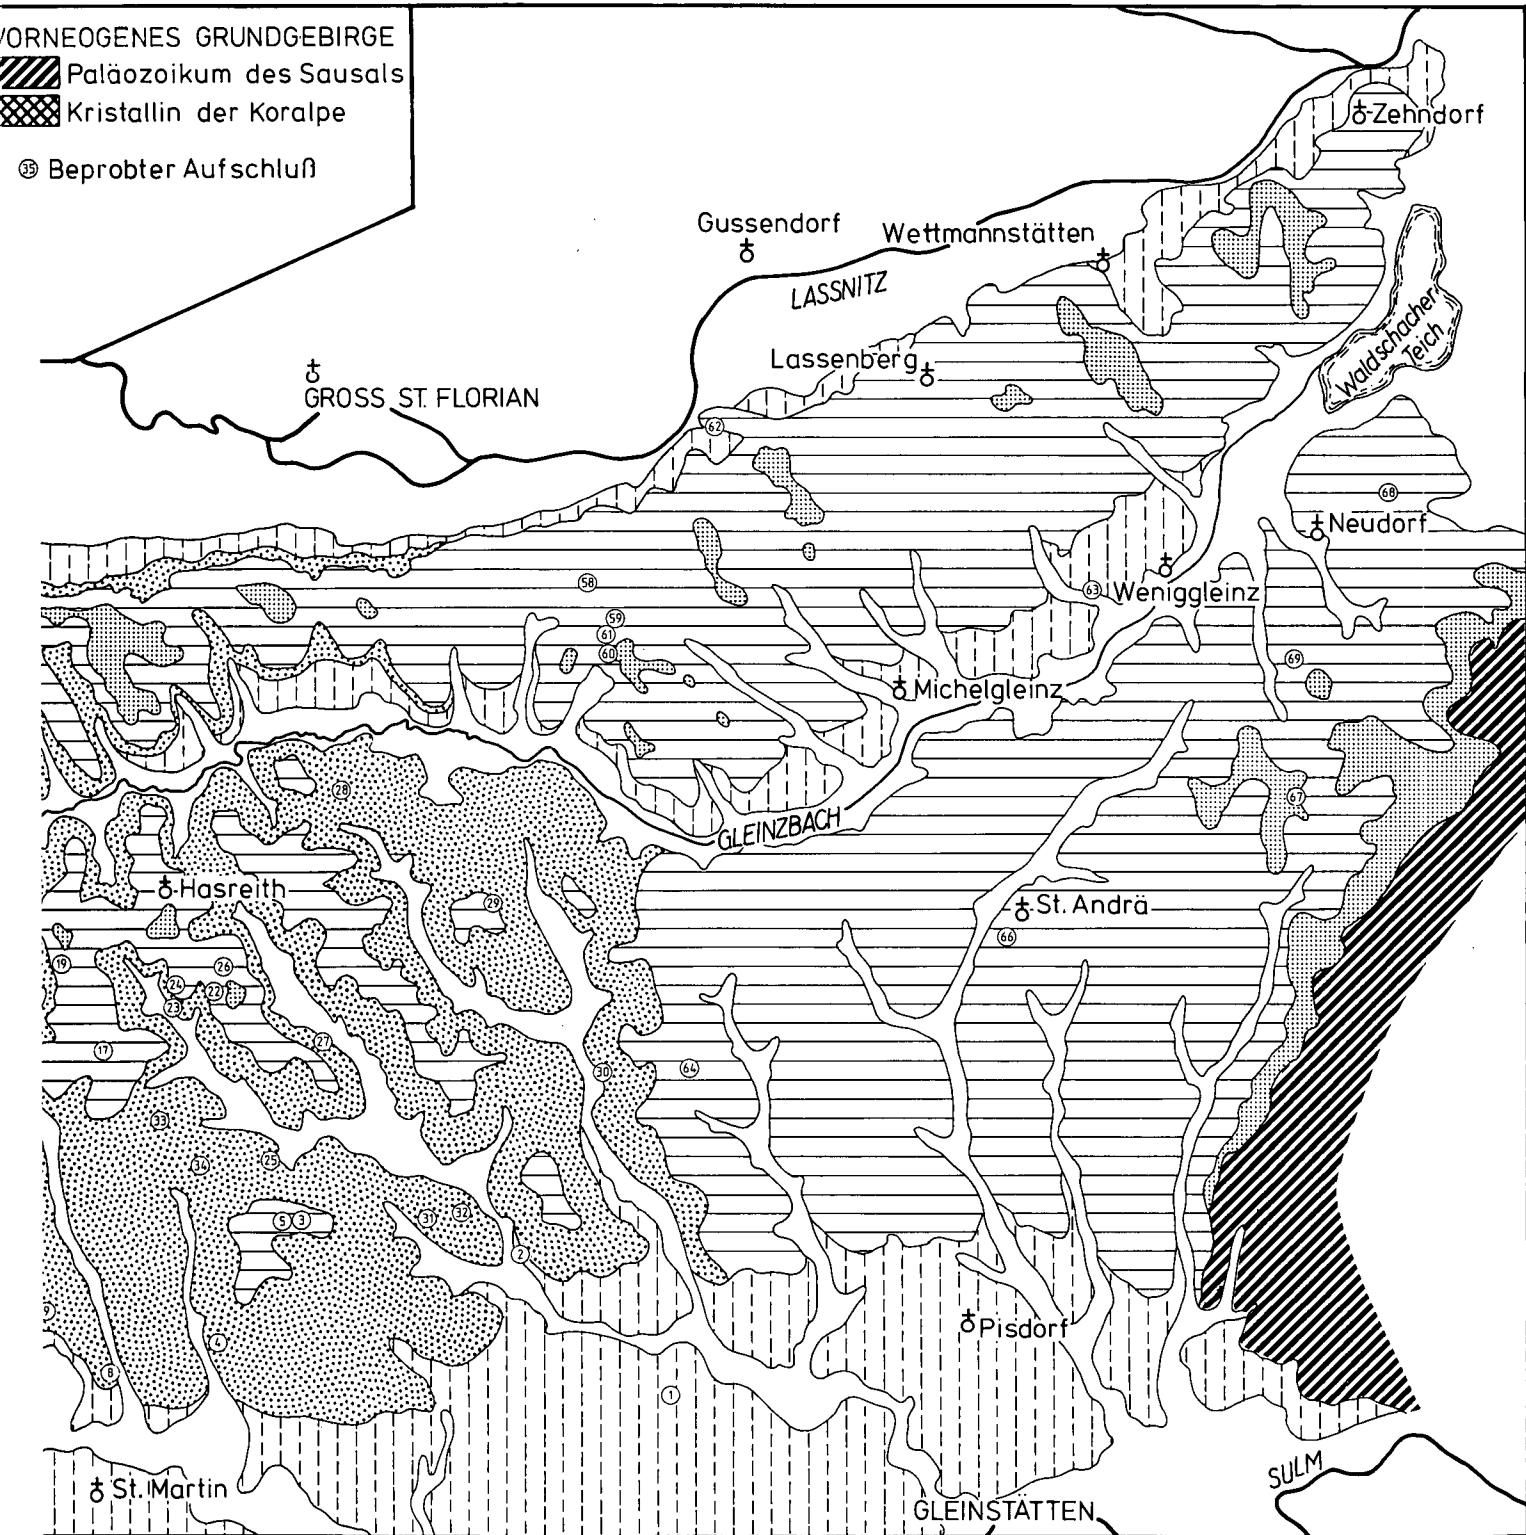 VORNEOGENES GRUNDGEBIRGE
Paläozoikum des Sausals
Kristallin der Koralpe
35 Beprobter Aufschluß
Zehndorf
Gussendorf
Wettmannstätten
LASSNITZ
Waldschacher
Teich
Lassenberg
GROSS ST. FLORIAN
62
68
Neudorf
58
63
Weniggleinz
59
61
60
69
Michelgleinz
28
67
GLEINZBACH
Hasreith
29
St. Andrä
66
19
26
24
22
23
27
17
30
64
33
34
25
5
3
31
32
2
9
Pisdorf
8
1
St. Martin
SULM
GLEINSTÄTTEN